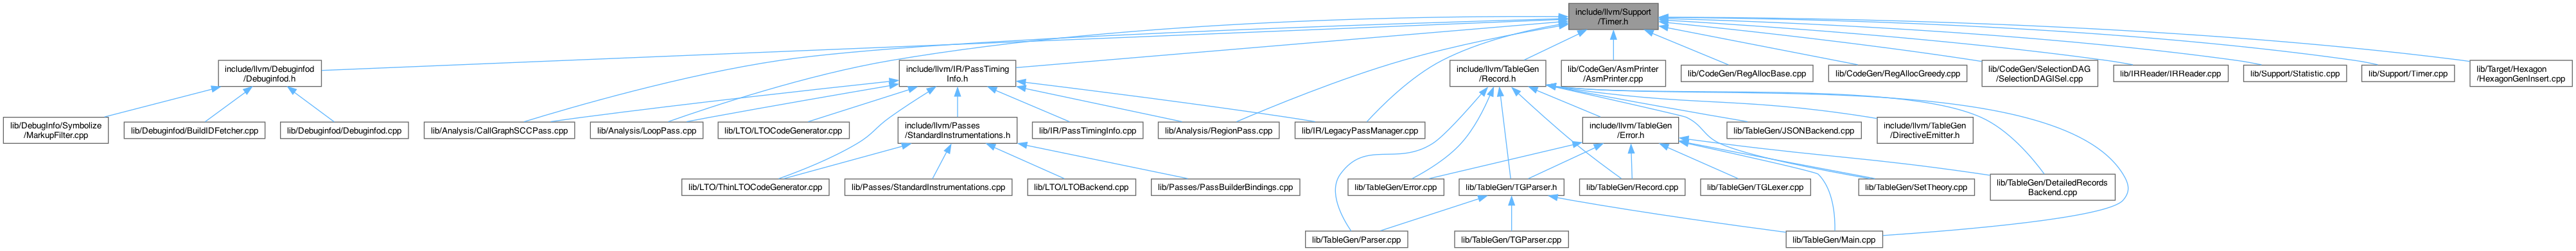 include/llvm/Support
/Timer.h
include/llvm/Debuginfod
/Debuginfod.h
include/llvm/IR/PassTiming
Info.h
include/llvm/TableGen
/Record.h
lib/CodeGen/AsmPrinter
/AsmPrinter.cpp
lib/CodeGen/RegAllocBase.cpp
lib/CodeGen/RegAllocGreedy.cpp
lib/CodeGen/SelectionDAG
/SelectionDAGISel.cpp
lib/IRReader/IRReader.cpp
lib/Support/Statistic.cpp
lib/Support/Timer.cpp
lib/Target/Hexagon
/HexagonGenInsert.cpp
lib/DebugInfo/Symbolize
/MarkupFilter.cpp
lib/Debuginfod/BuildIDFetcher.cpp
lib/Debuginfod/Debuginfod.cpp
lib/Analysis/CallGraphSCCPass.cpp
lib/Analysis/LoopPass.cpp
lib/LTO/LTOCodeGenerator.cpp
include/llvm/Passes
/StandardInstrumentations.h
lib/IR/PassTimingInfo.cpp
lib/Analysis/RegionPass.cpp
lib/IR/LegacyPassManager.cpp
include/llvm/TableGen
/Error.h
lib/TableGen/JSONBackend.cpp
include/llvm/TableGen
/DirectiveEmitter.h
lib/LTO/ThinLTOCodeGenerator.cpp
lib/Passes/StandardInstrumentations.cpp
lib/LTO/LTOBackend.cpp
lib/Passes/PassBuilderBindings.cpp
lib/TableGen/Error.cpp
lib/TableGen/TGParser.h
lib/TableGen/Record.cpp
lib/TableGen/TGLexer.cpp
lib/TableGen/SetTheory.cpp
lib/TableGen/DetailedRecords
Backend.cpp
lib/TableGen/Parser.cpp
lib/TableGen/TGParser.cpp
lib/TableGen/Main.cpp